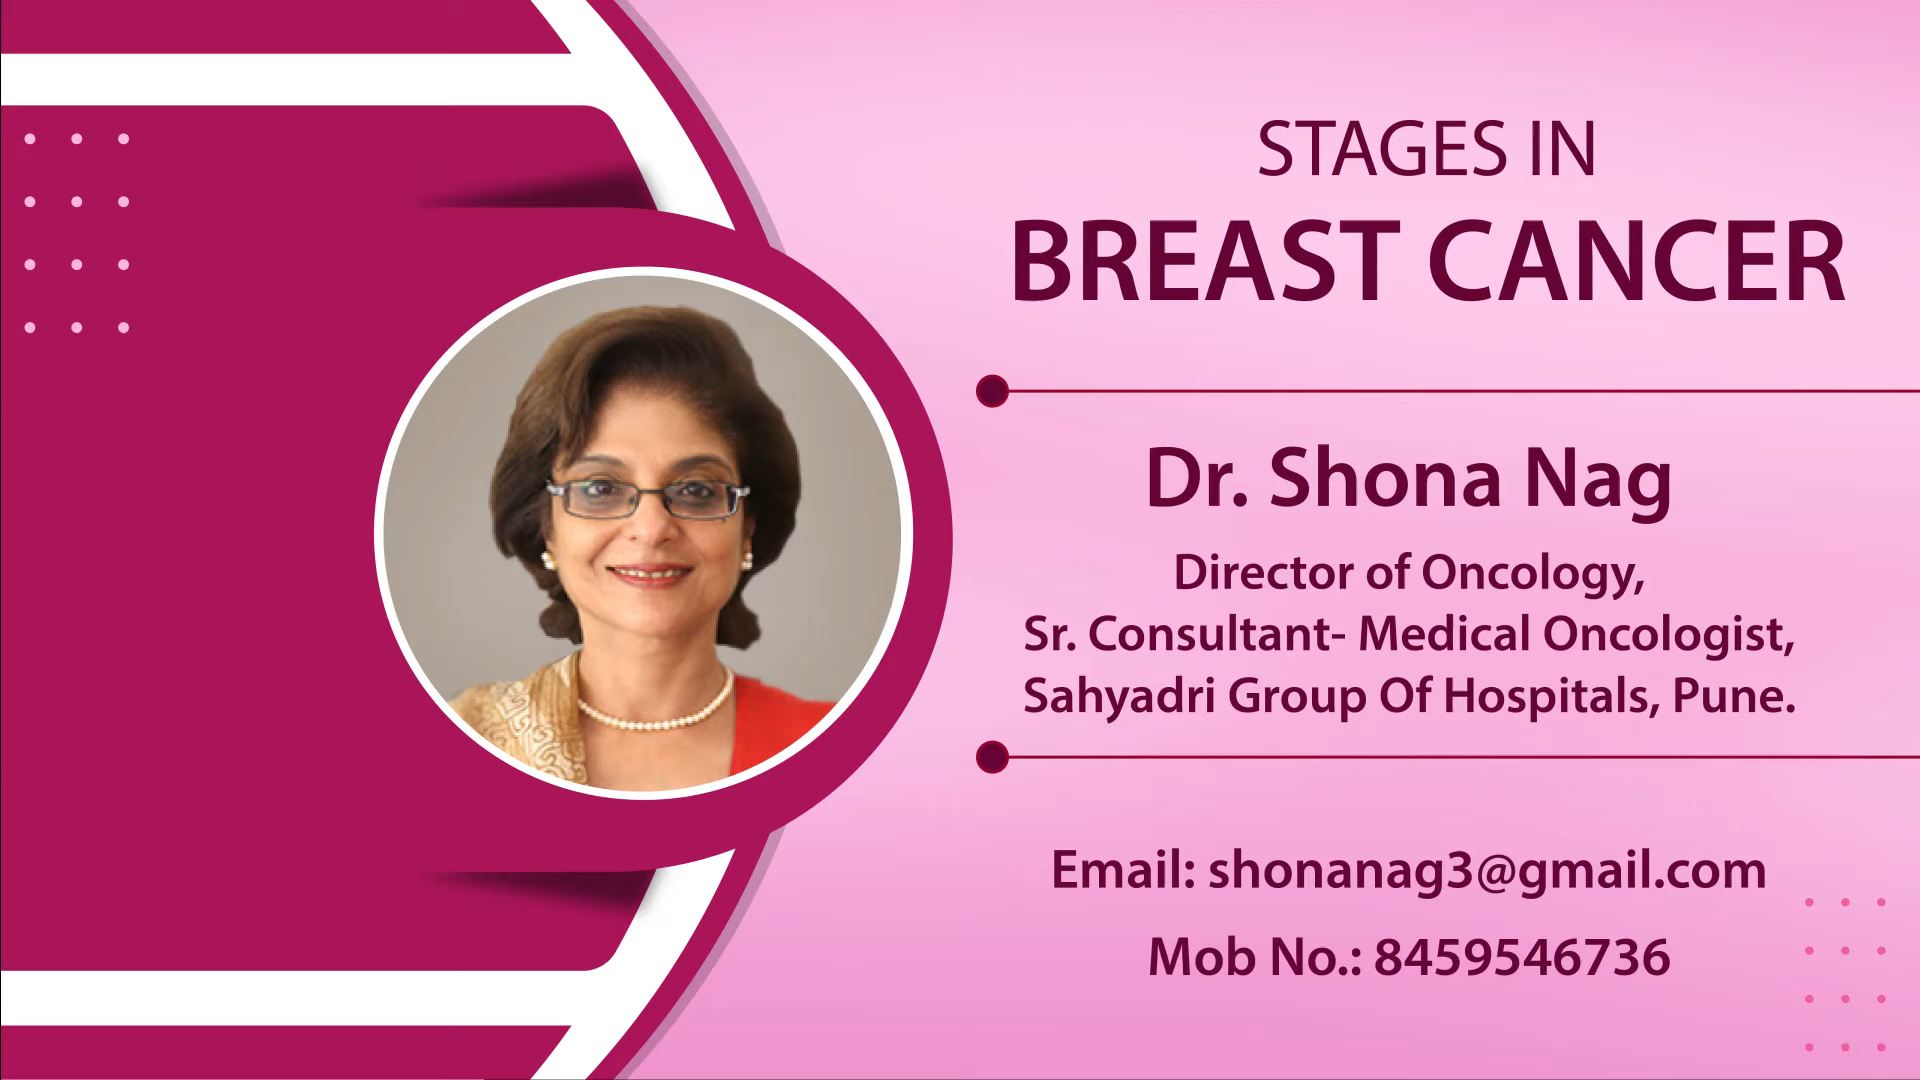 STAGES IN
BREAST CANCER
Dr. Shona Nag
Director of Oncology,
Sr. Consultant- Medical Oncologist,
Sahyadri Group Of Hospitals, Pune.
Email: shonanag3@gmail.com
Mob No.: 8459546736